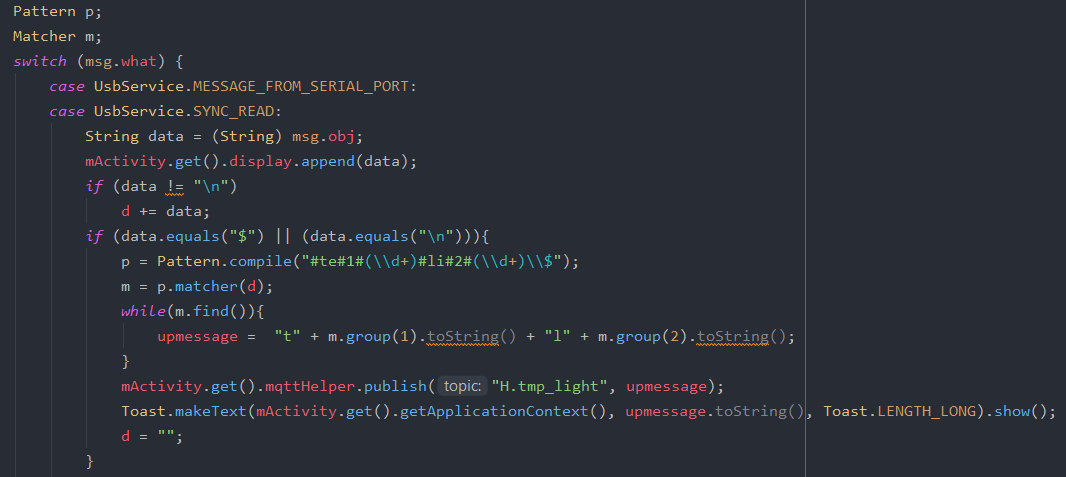 Pattern p;
Matcher m;
switch (msg.what) {
case UsbService.MESSAGE_FROM_SERIAL_PORT:
case UsbService.SYNC_READ:
String data = (String) msg.obj;
mActivity.get().display.append(data);
if (data != "\n")
d += data;
if (data.equals("$") || (data.equals("\n"))){
p = Pattern.compile("#te#1#(\\d+)#li#2#(\\d+)\\$");
m = p.matcher(d);
while(m.find()){
upmessage =  "t" + m.group(1).toString() + "l" + m.group(2).toString();
}
mActivity.get().mqttHelper.publish( topic: "H.tmp_light", upmessage);
Toast.makeText(mActivity.get().getApplicationContext(), upmessage.toString(), Toast.LENGTH_LONG).show();
d = "";
}